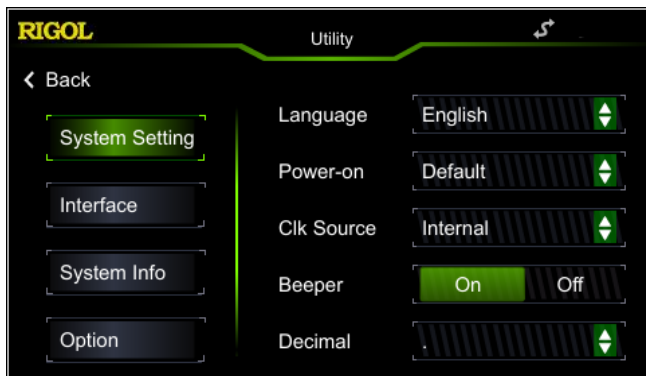 RIGOL
Utility
Back
System Setting
Interface
System Info
Option
Language English
Power-on Default
Clk Source Internal
Beeper On Off
Decimal .